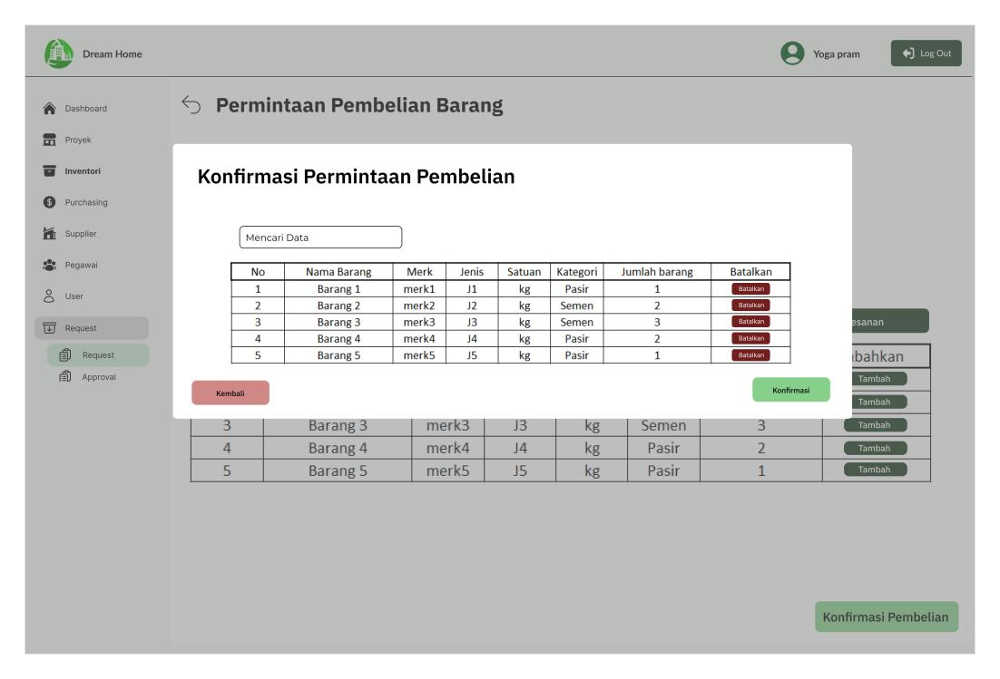 Dream Home
Yoga pram
Log Out
Dashboard
Proyek
Inventori
Purchasing
Supplier
Pegawai
User
Request
Request
Approval
Permintaan Pembelian Barang
Konfirmasi Permintaan Pembelian
Mencari Data
No Nama Barang Merk Jenis Satuan Kategori Jumlah barang Batalkan
1 Barang 1 merk1 J1 kg Pasir 1 Batalkan
2 Barang 2 merk2 J2 kg Semen 2 Batalkan
3 Barang 3 merk3 J3 kg Semen 3 Batalkan
4 Barang 4 merk4 J4 kg Pasir 2 Batalkan
5 Barang 5 merk5 J5 kg Pasir 1 Batalkan
Kembali
Konfirmasi
esanan
bahkan
Tambah
Tambah
3 Barang 3 merk3 J3 kg Semen 3 Tambah
4 Barang 4 merk4 J4 kg Pasir 2 Tambah
5 Barang 5 merk5 J5 kg Pasir 1 Tambah
Konfirmasi Pembelian